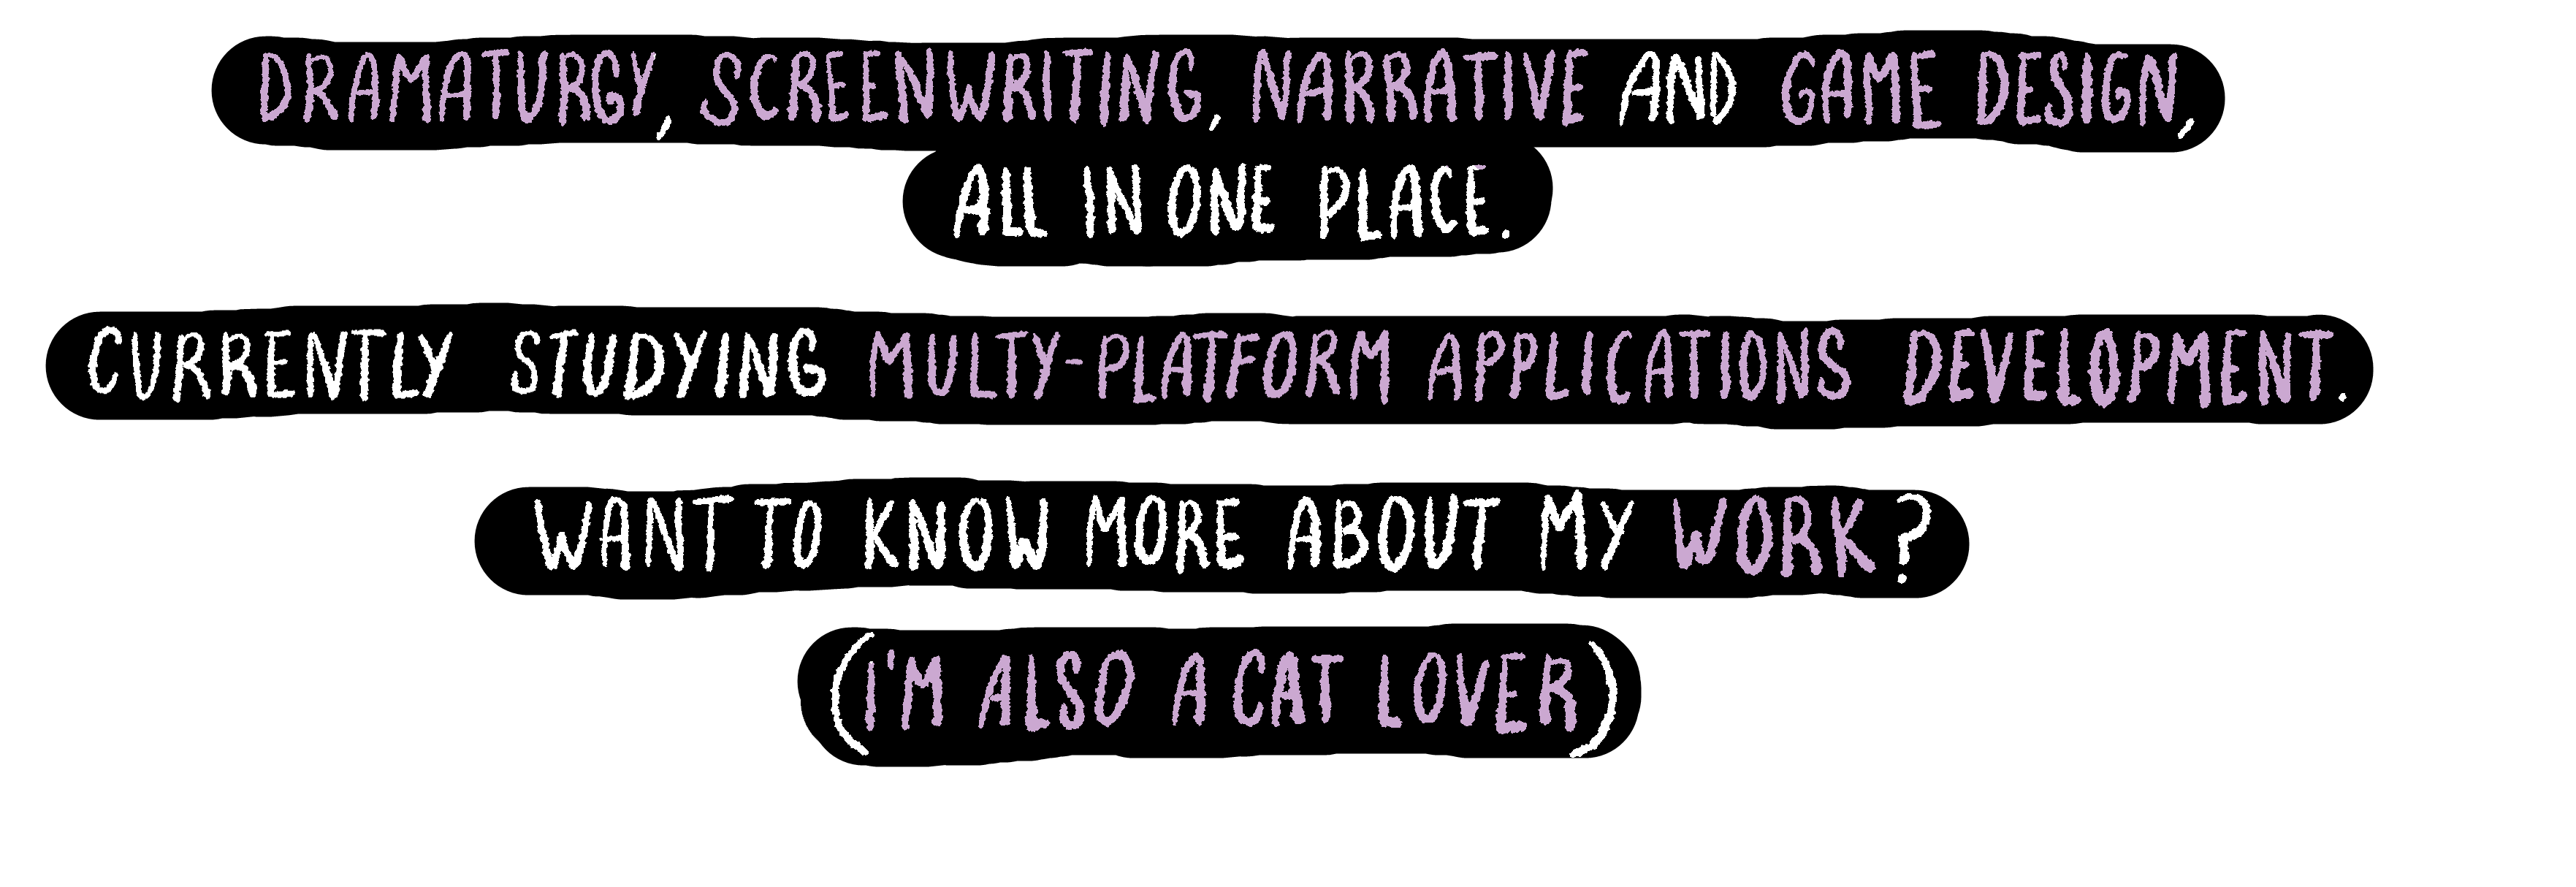 DRAMATURGY, SCREENWRITING, NARRATIVE AND GAME DESIGN,
ALL IN ONE PLACE.
CURRENTLY STUDYING MULTY-PLATFORM APPLICATIONS DEVELOPMENT.
WANT TO KNOW MORE ABOUT MY WORK?
(I'M ALSO A CAT LOVER)